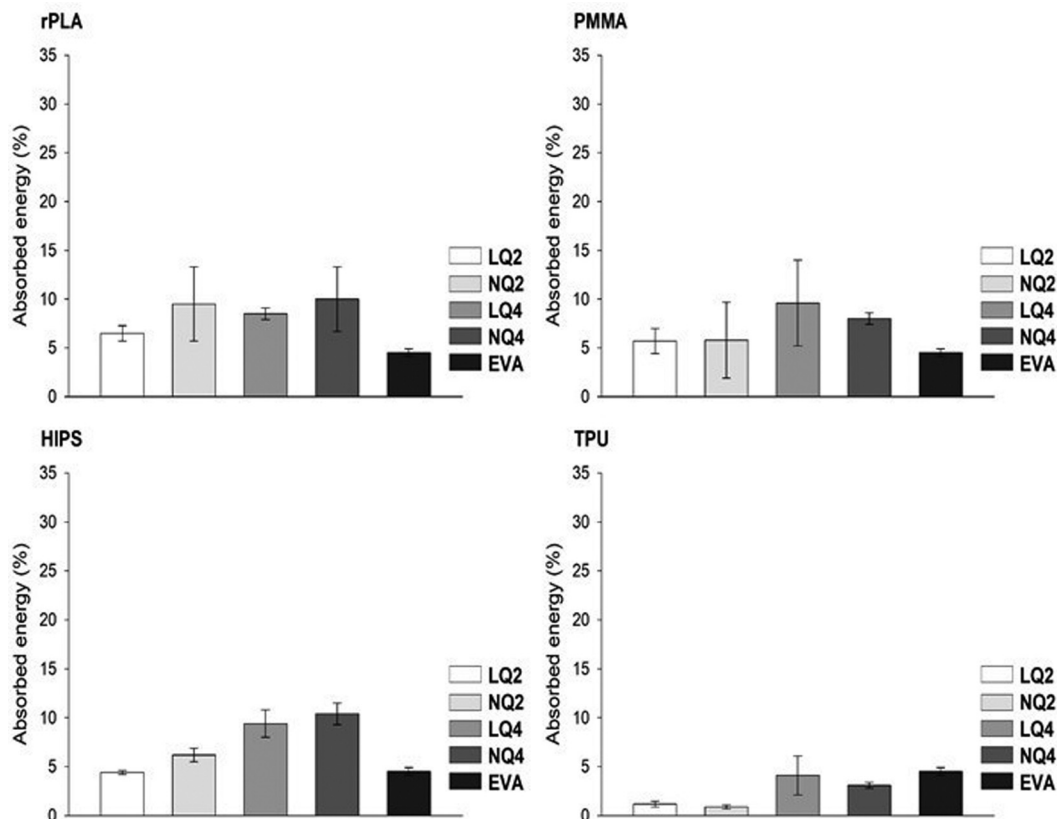 rPLA
Absorbed energy (%)
35
30
25
20
15
10
5
0
LQ2
NQ2
LQ4
NQ4
EVA
PMMA
Absorbed energy (%)
35
30
25
20
15
10
5
0
LQ2
NQ2
LQ4
NQ4
EVA
HIPS
Absorbed energy (%)
35
30
25
20
15
10
5
0
LQ2
NQ2
LQ4
NQ4
EVA
TPU
Absorbed energy (%)
35
30
25
20
15
10
5
0
LQ2
NQ2
LQ4
NQ4
EVA